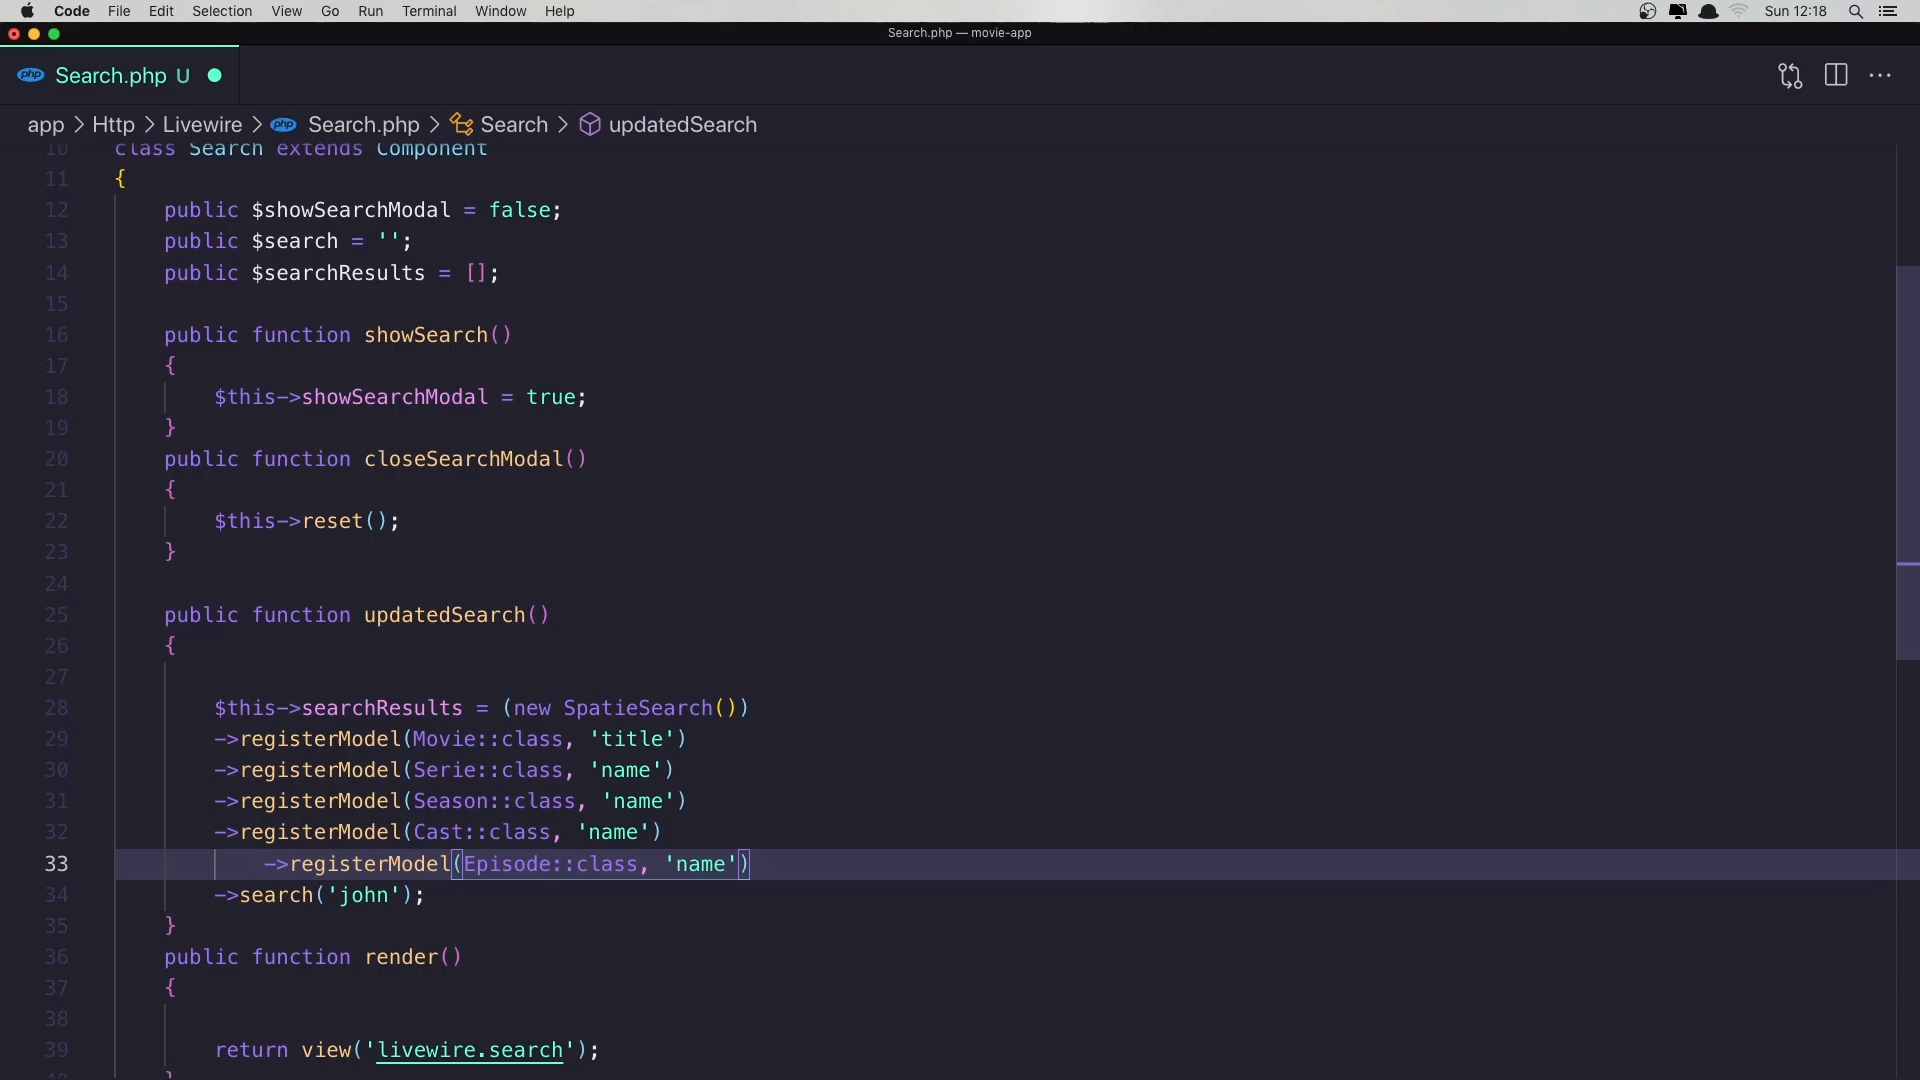 Code File Edit Selection View Go Run Terminal Window Help Sun 12:18
Search.php — movie-app
php Search.php U
app > Http > Livewire > php Search.php > Search > updatedSearch
10 class Search extends Component
11 {
12 public $showSearchModal = false;
13 public $search = '';
14 public $searchResults = [];
15
16 public function showSearch()
17 {
18 $this->showSearchModal = true;
19 }
20 public function closeSearchModal()
21 {
22 $this->reset();
23 }
24
25 public function updatedSearch()
26 {
27
28 $this->searchResults = (new SpatieSearch())
29 ->registerModel(Movie::class, 'title')
30 ->registerModel(Serie::class, 'name')
31 ->registerModel(Season::class, 'name')
32 ->registerModel(Cast::class, 'name')
33 ->registerModel(Episode::class, 'name')
34 ->search('john');
35 }
36 public function render()
37 {
38
39 return view('livewire.search');
40 }